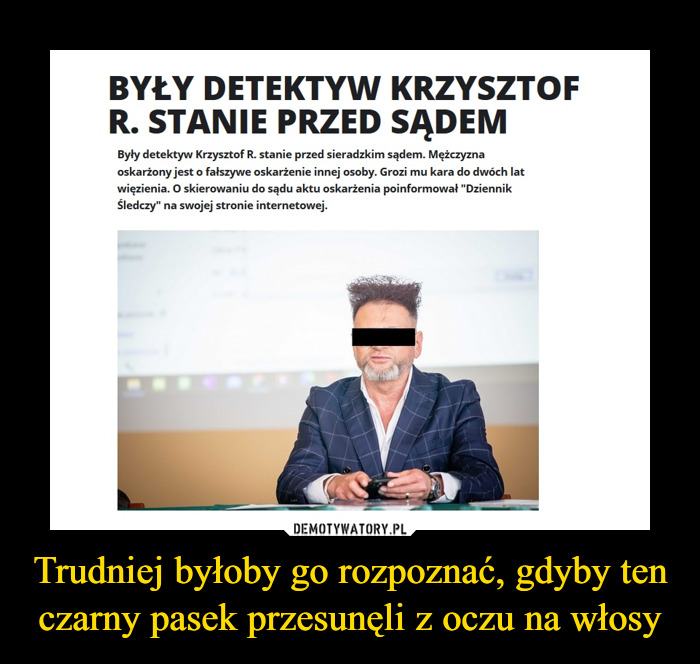 BYŁY DETEKTYW KRZYSZTOF
R. STANIE PRZED SĄDEM
Były detektyw Krzysztof R. stanie przed sieradzkim sądem. Mężczyzna
oskarżony jest o fałszywe oskarżenie innej osoby. Grozi mu kara do dwóch lat
więzienia. O skierowaniu do sądu aktu oskarżenia poinformował "Dziennik
Śledczy" na swojej stronie internetowej.
DEMOTYWATORY.PL
Trudniej byłoby go rozpoznać, gdyby ten
czarny pasek przesunęli z oczu na włosy